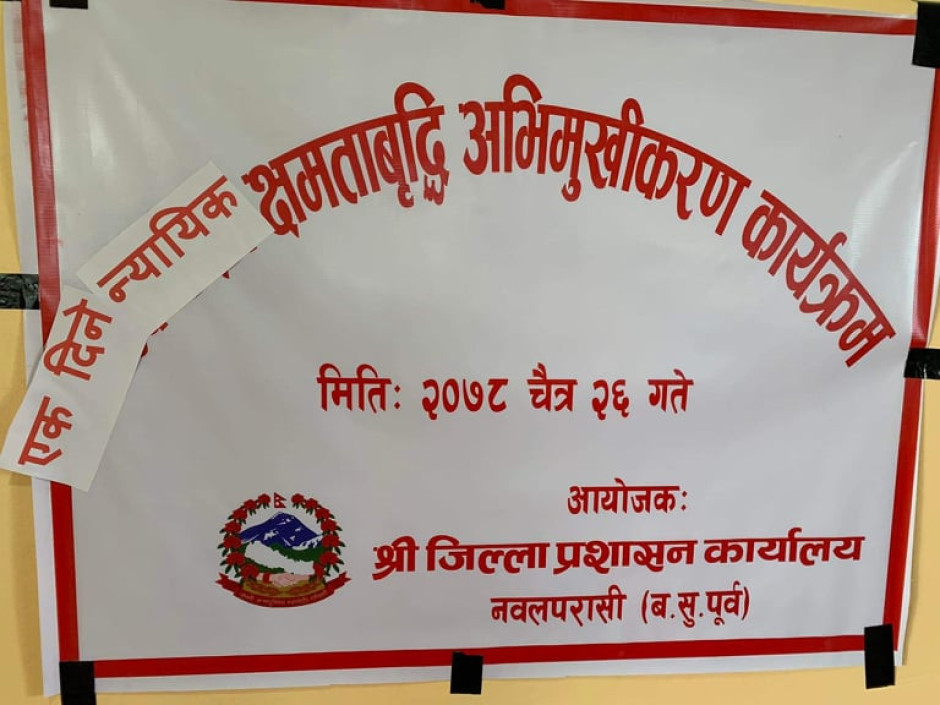 एक दिने न्यायिक क्षमताबृद्धि अभिमुखीकरण कार्यक्रम
मितिः २०७८ चैत्र २६ गते
आयोजकः
श्री जिल्ला प्रशासन कार्यालय
नवलपरासी (ब.सु.पूर्व)